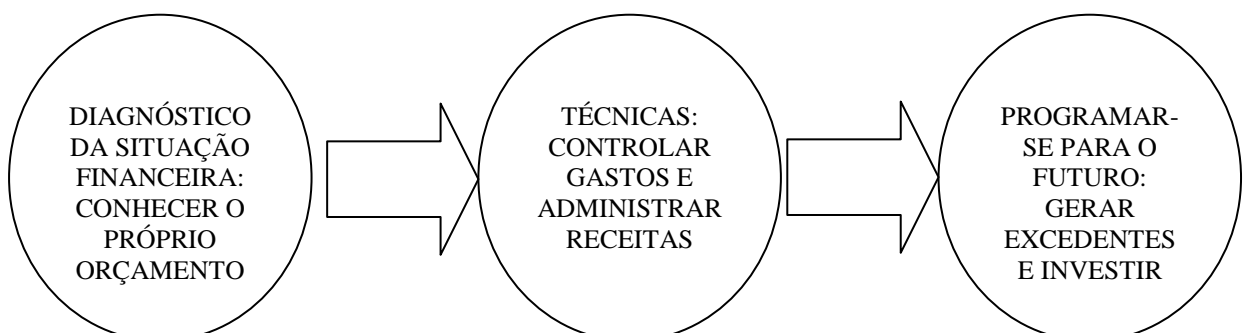 DIAGNÓSTICO
DA SITUAÇÃO
FINANCEIRA:
CONHECER O
PRÓPRIO
ORÇAMENTO
TÉCNICAS:
CONTROLAR
GASTOS E
ADMINISTRAR
RECEITAS
PROGRAMAR-
SE PARA O
FUTURO:
GERAR
EXCEDENTES
E INVESTIR